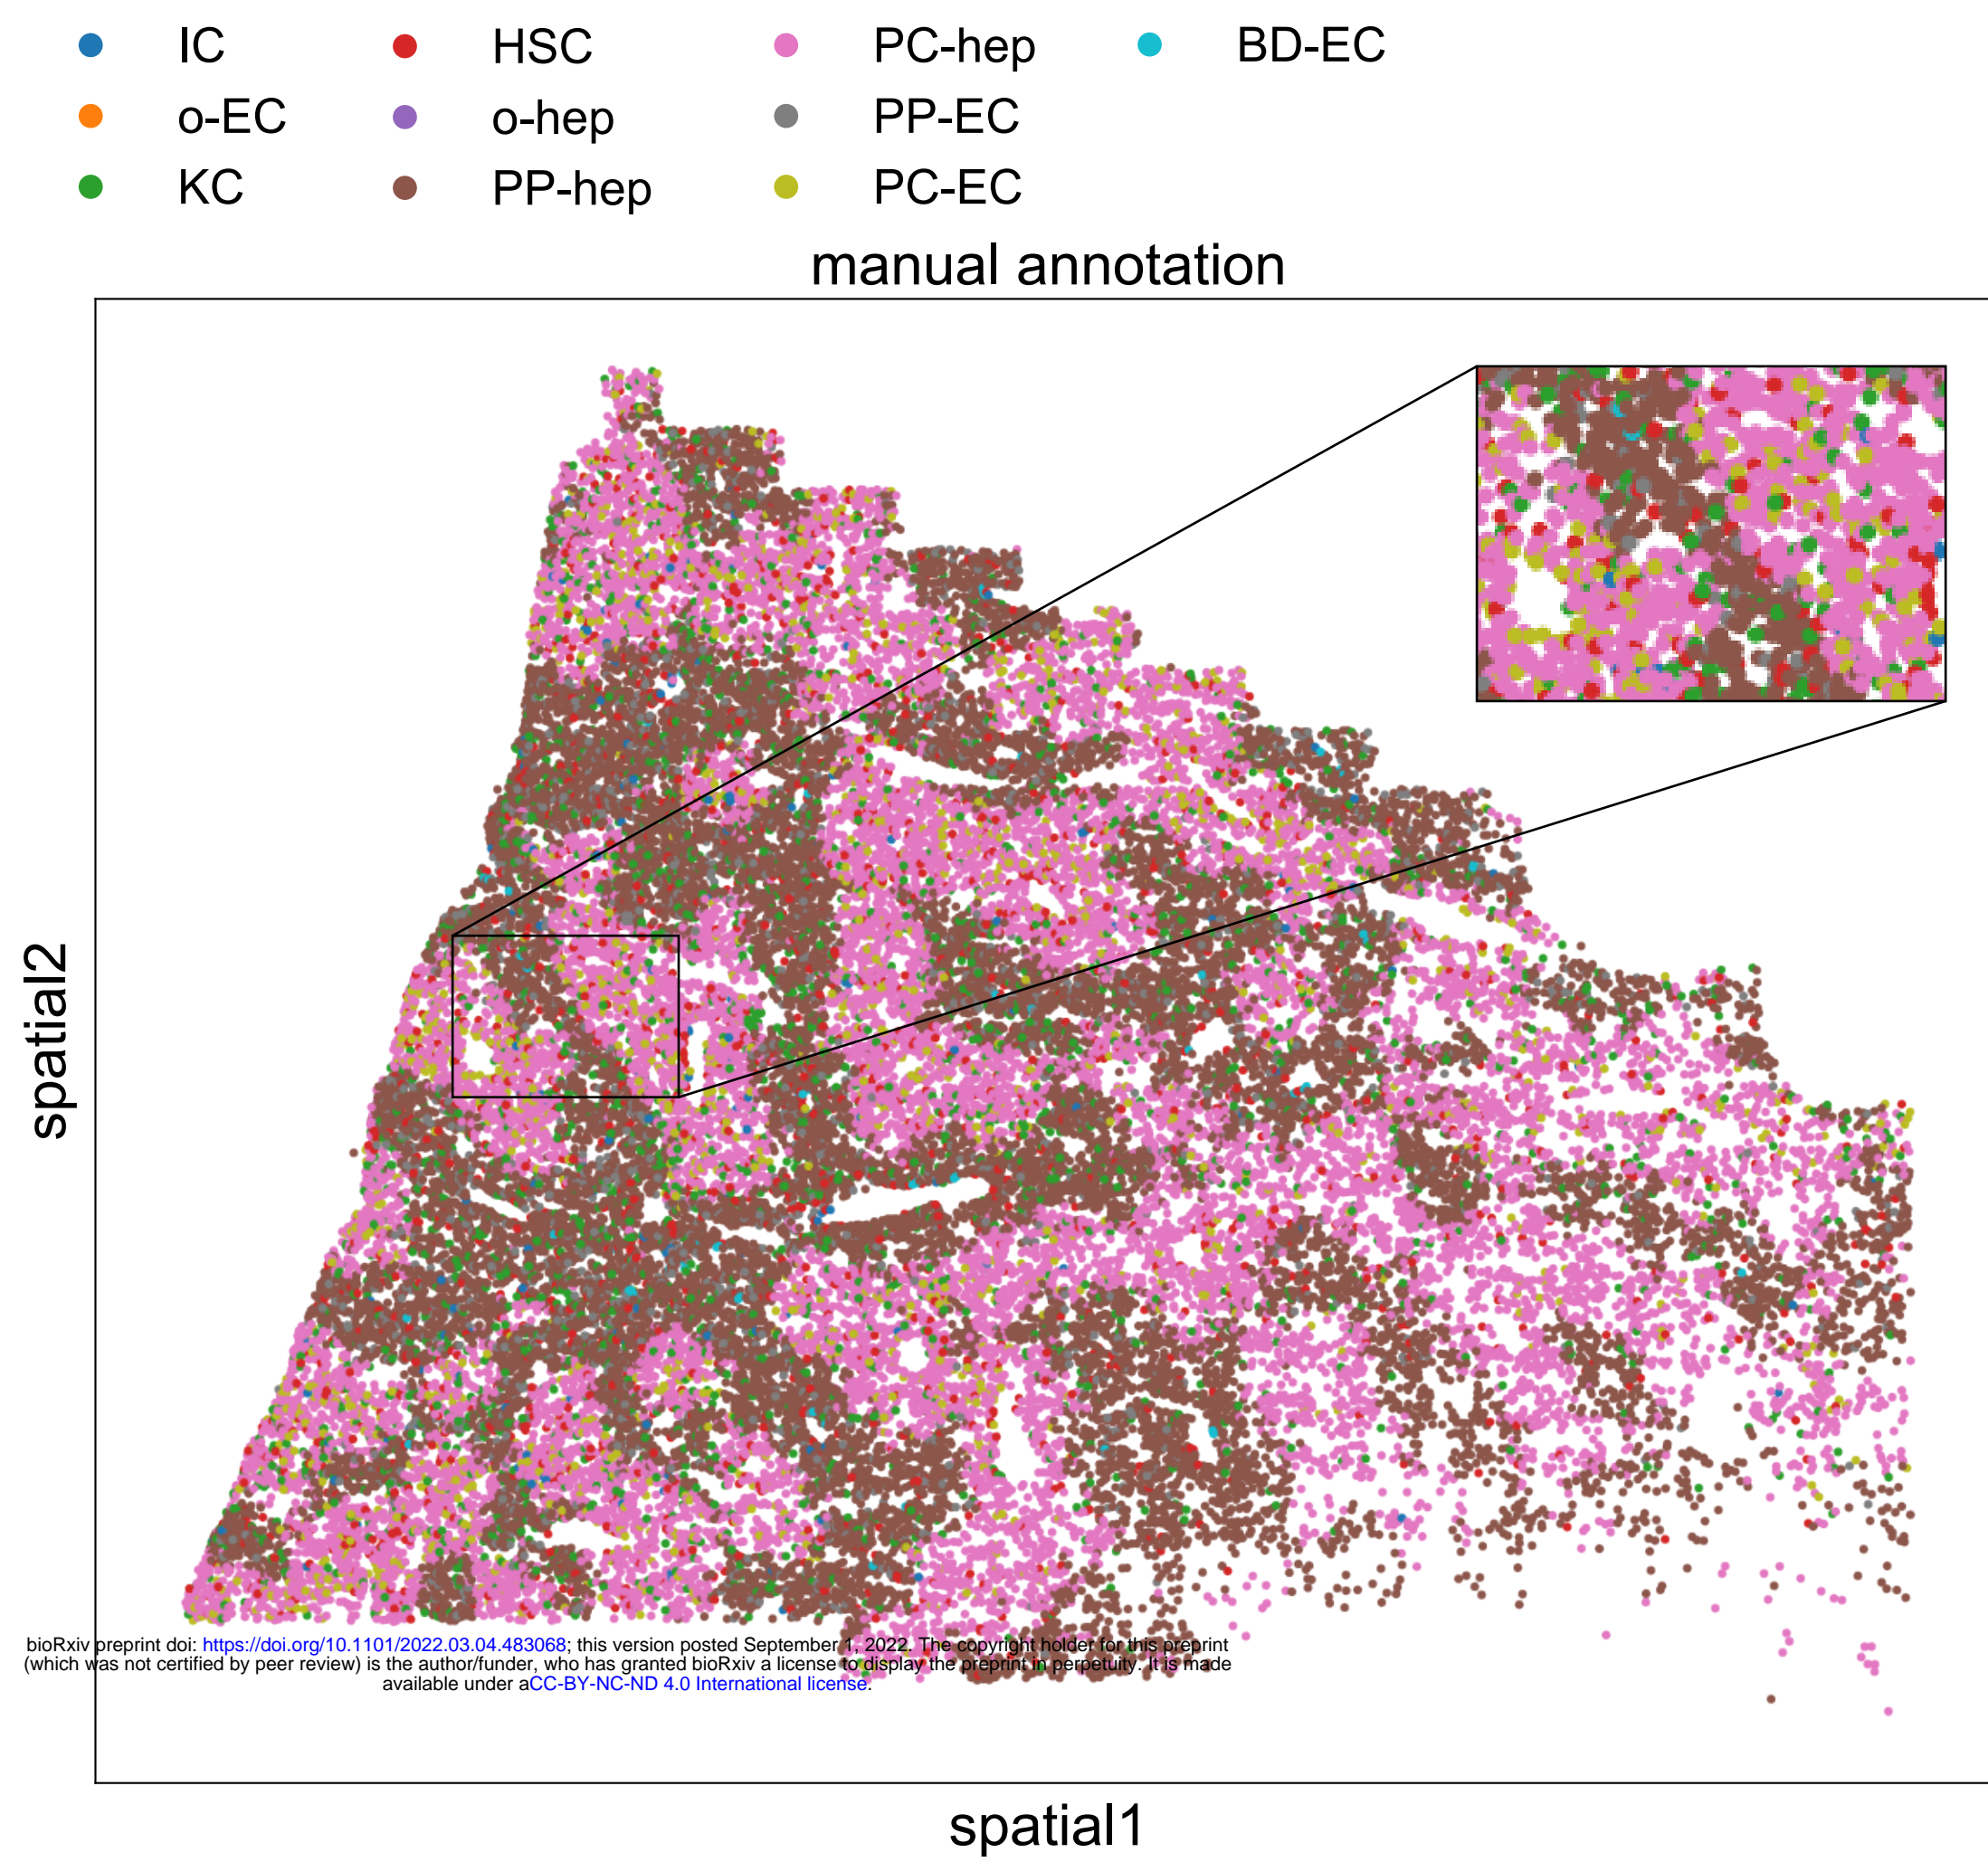 IC HSC PC-hep BD-EC
o-EC o-hep PP-EC
KC PP-hep PC-EC
manual annotation
spatial2
bioRxiv preprint doi: https://doi.org/10.1101/2022.03.04.483068; this version posted September 1, 2022. The copyright holder for this preprint
(which was not certified by peer review) is the author/funder, who has granted bioRxiv a license to display the preprint in perpetuity. It is made
available under aCC-BY-NC-ND 4.0 International license.
spatial1